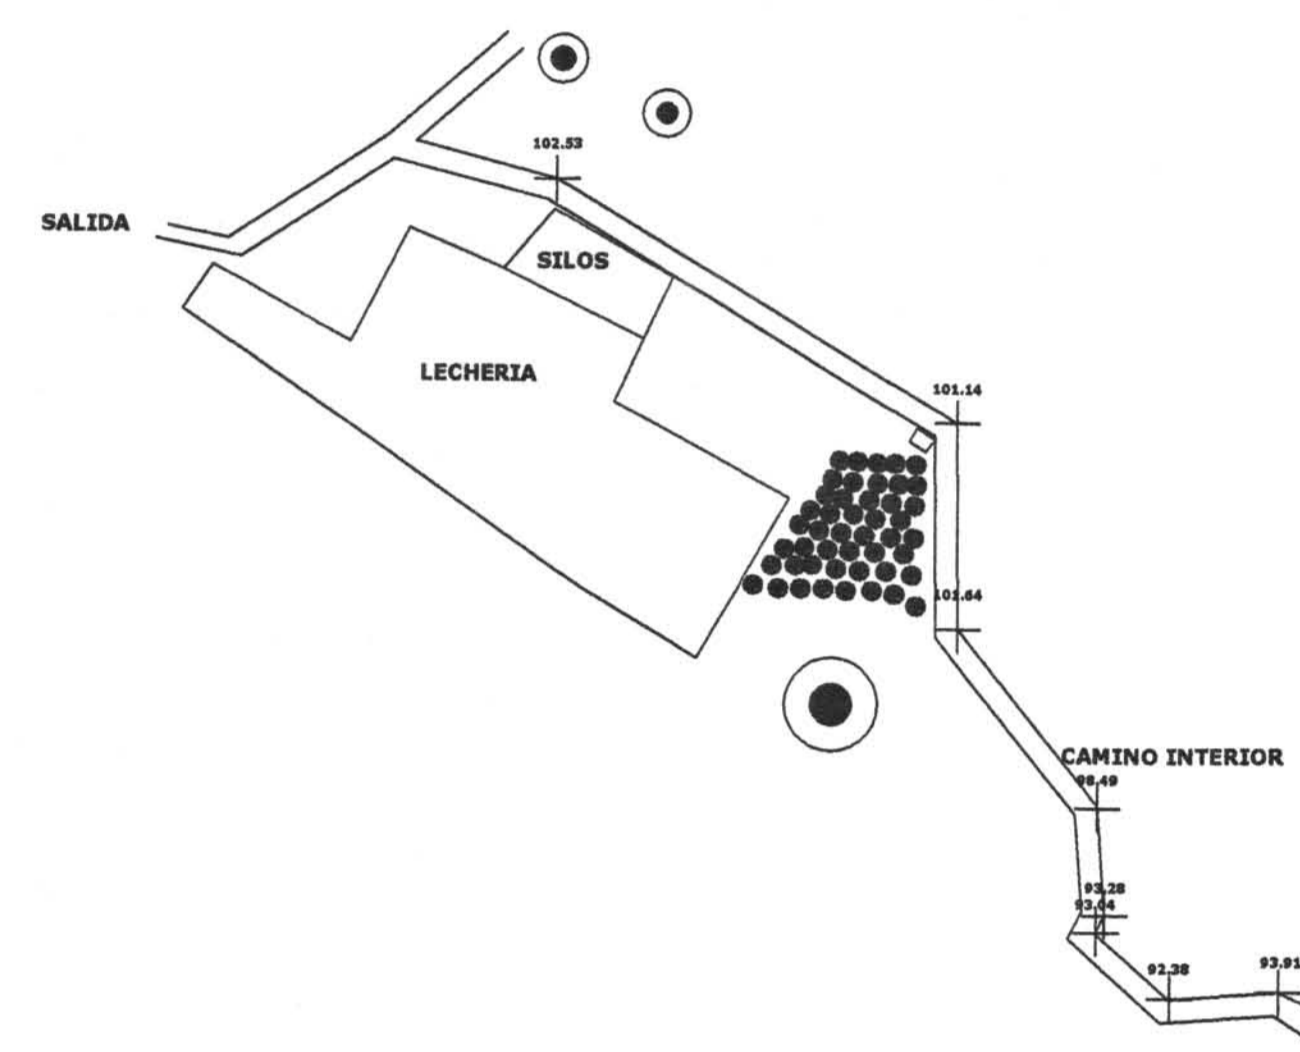 102.53
SALIDA
SILOS
LECHERIA
101.14
101.64
CAMINO INTERIOR
98.49
93.28
93.04
92.38
93.91